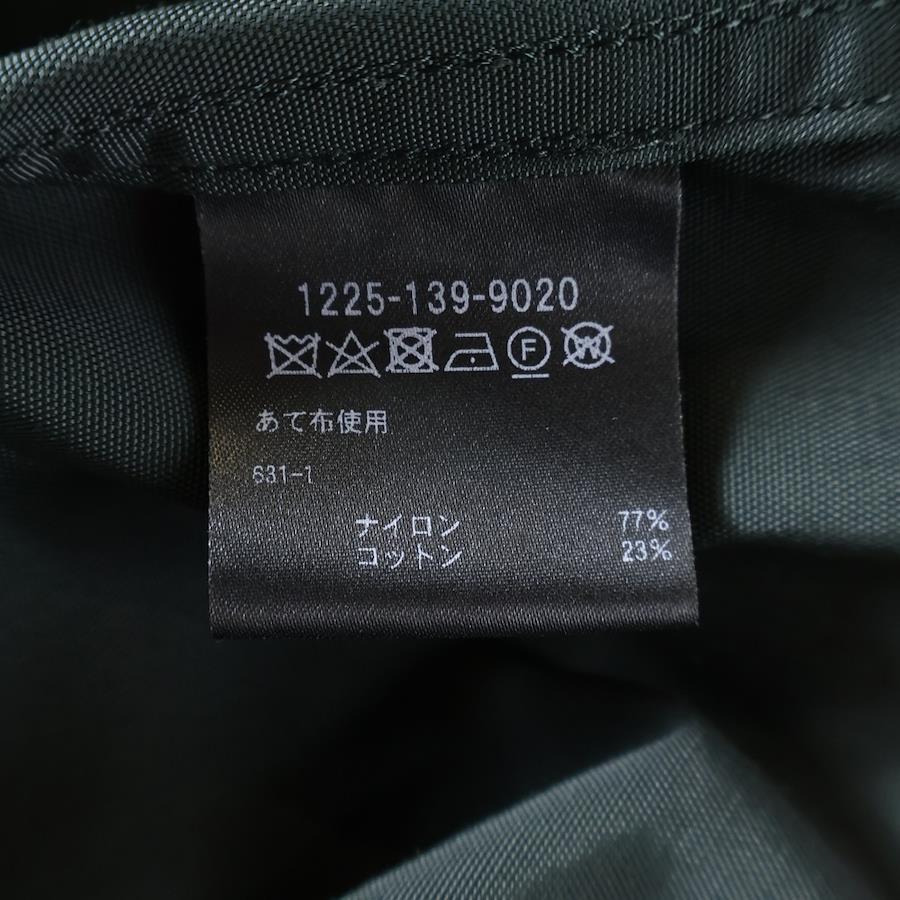 1225-139-9020
F W
あて布使用
631-1
ナイロン 77%
コットン 23%